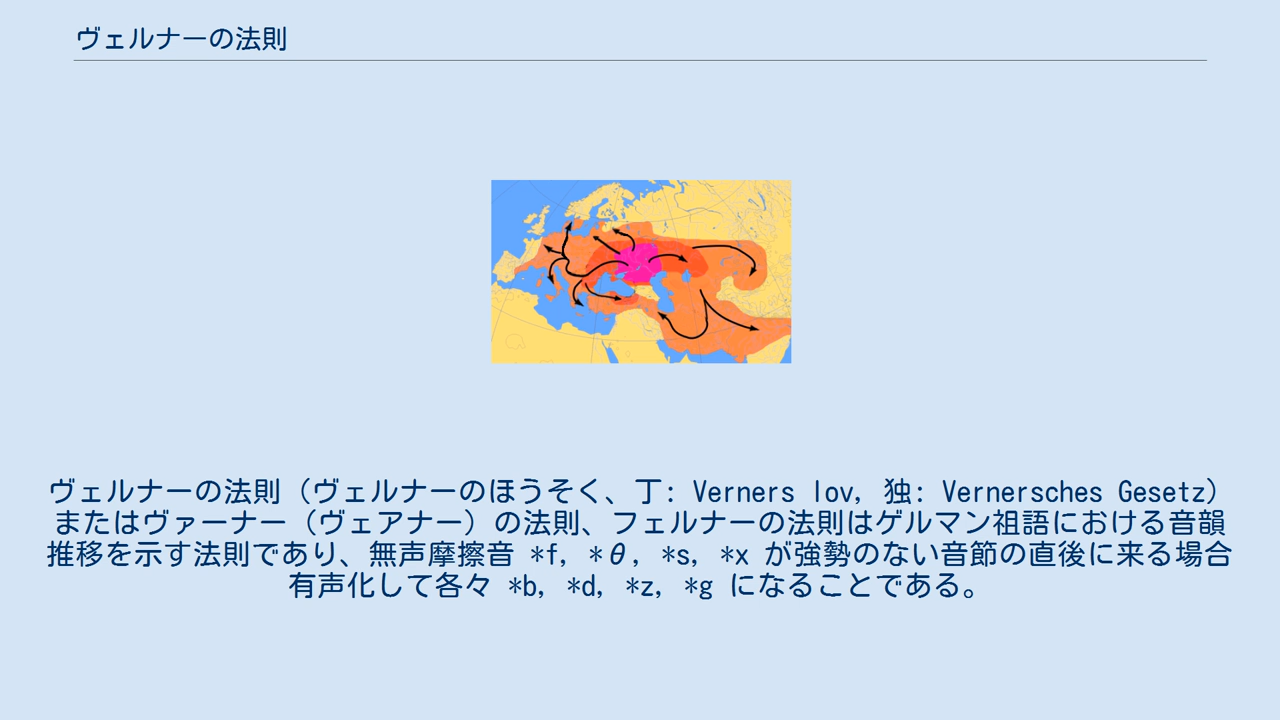 ヴェルナーの法則
ヴェルナーの法則（ヴェルナーのほうそく、丁: Verners lov, 独: Vernersches Gesetz）
またはヴァーナー（ヴェアナー）の法則、フェルナーの法則はゲルマン祖語における音韻
推移を示す法則であり、無声摩擦音 *f, *θ, *s, *x が強勢のない音節の直後に来る場合
有声化して各々 *b, *d, *z, *g になることである。